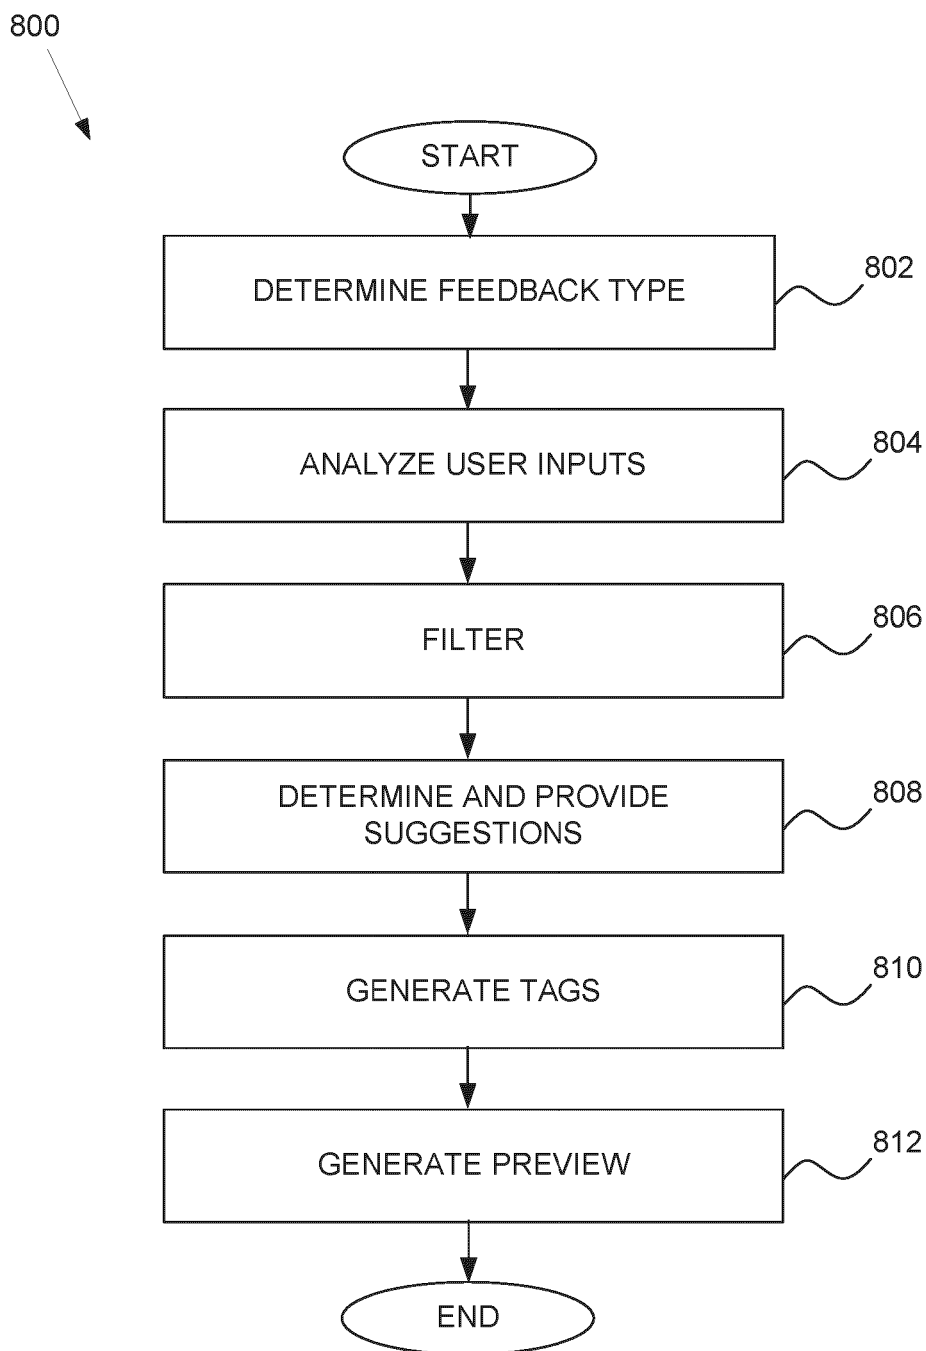 800
START
DETERMINE FEEDBACK TYPE
802
ANALYZE USER INPUTS
804
FILTER
806
DETERMINE AND PROVIDE
SUGGESTIONS
808
GENERATE TAGS
810
GENERATE PREVIEW
812
END